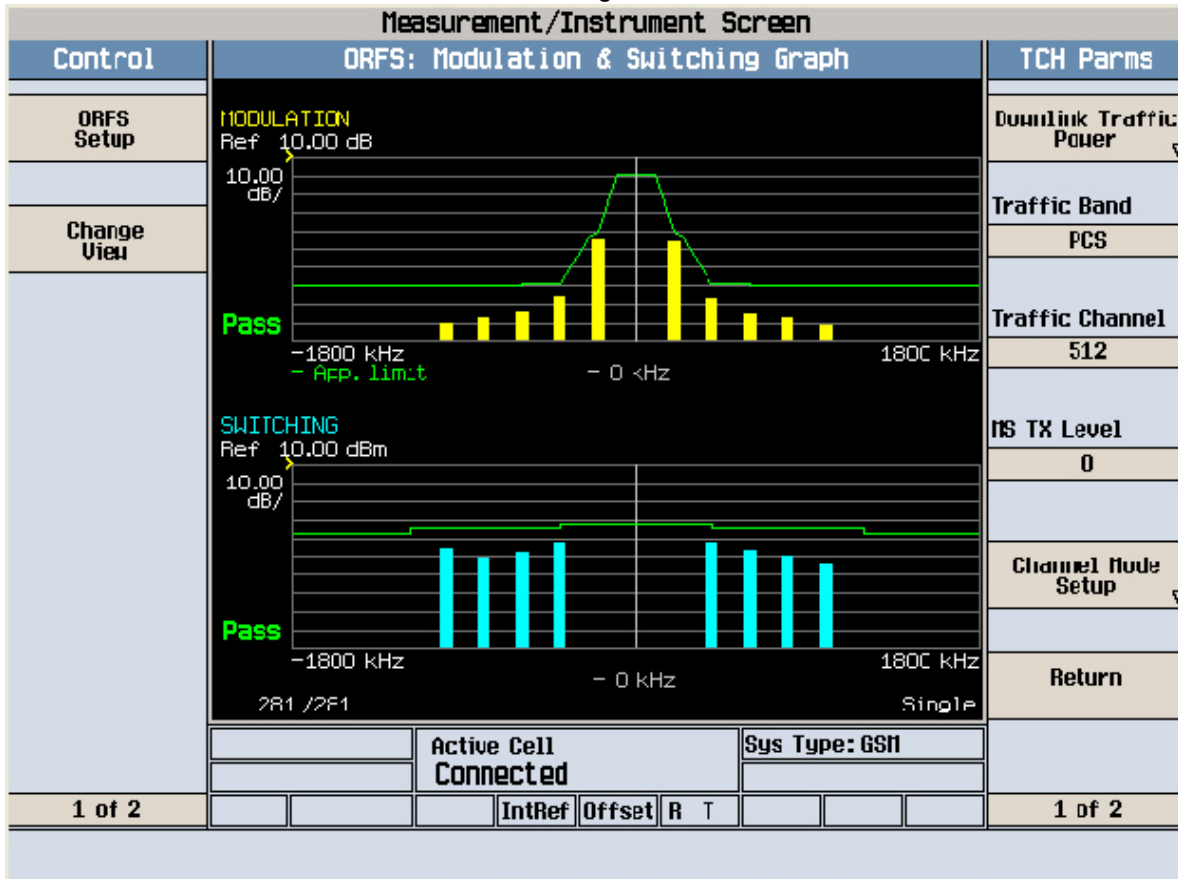 Measurement/Instrument Screen
Control
ORFS: Modulation & Switching Graph
TCH Parms
ORFS
Setup
Change
View
1 of 2
MODULATION
Ref 10.00 dB
10.00
dB/
Pass
-1800 kHz
1800 kHz
- App. limit
- 0 kHz
SWITCHING
Ref 10.00 dBm
10.00
dB/
Pass
-1800 kHz
1800 kHz
- 0 kHz
Single
Active Cell
Connected
Sys Type: GSM
IntRef
Offset
R T
Downlink Traffic
Power
Traffic Band
PCS
Traffic Channel
512
MS TX Level
0
Channel Mode
Setup
Return
1 of 2